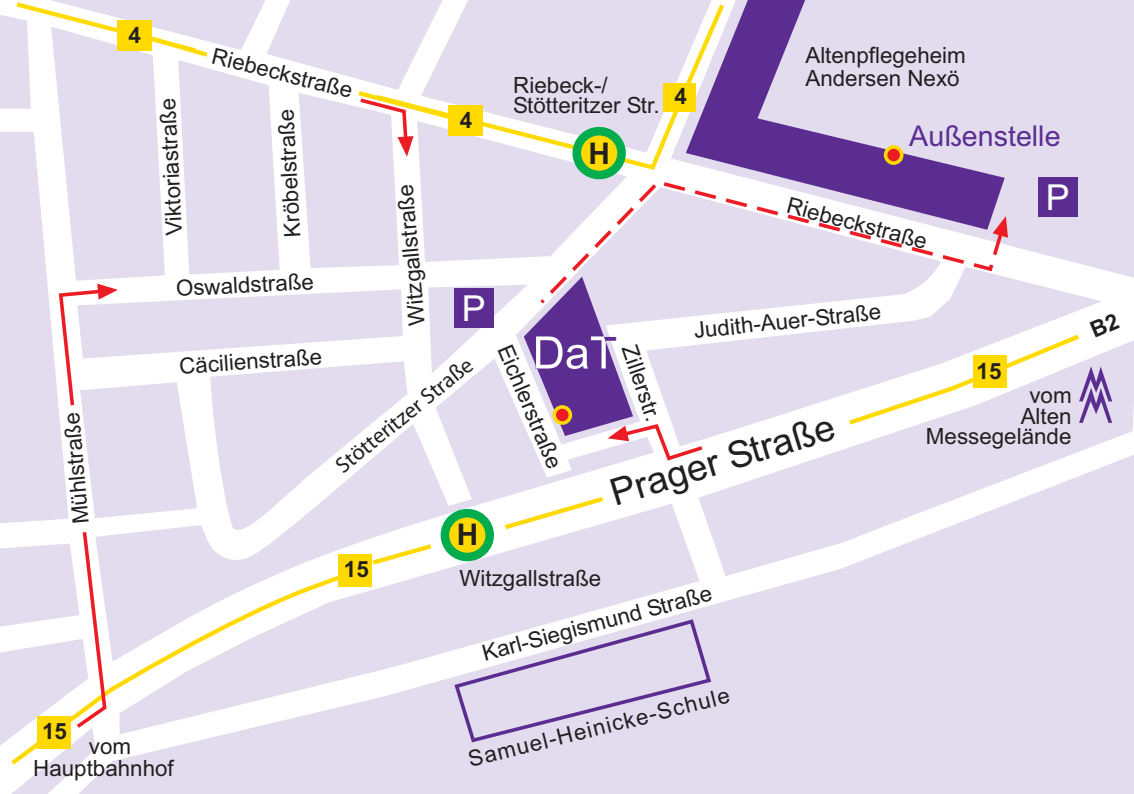 4
Riebeckstraße
4
Riebeck-/
Stötteritzer Str.
H
4
Altenpflegeheim
Andersen Nexö
Außenstelle
P
Riebeckstraße
Viktoriastraße
Kröbelstraße
Witzgallstraße
Oswaldstraße
P
Cäcilienstraße
Stötteritzer Straße
Eichlerstraße
DaT
Zillerstr.
Judith-Auer-Straße
B2
15
vom
Alten
Messegelände
Mühlstraße
Prager Straße
H
Witzgallstraße
15
Karl-Siegismund Straße
Samuel-Heinicke-Schule
15
vom
Hauptbahnhof